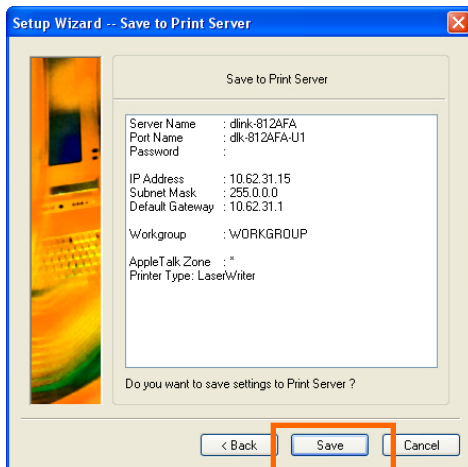 Setup Wizard -- Save to Print Server
Save to Print Server
Server Name : dlink-812AFA
Port Name : dlk-812AFA-U1
Password :
IP Address : 10.62.31.15
Subnet Mask : 255.0.0.0
Default Gateway : 10.62.31.1
Workgroup : WORKGROUP
AppleTalk Zone : *
Printer Type: LaserWriter
Do you want to save settings to Print Server ?
< Back Save Cancel